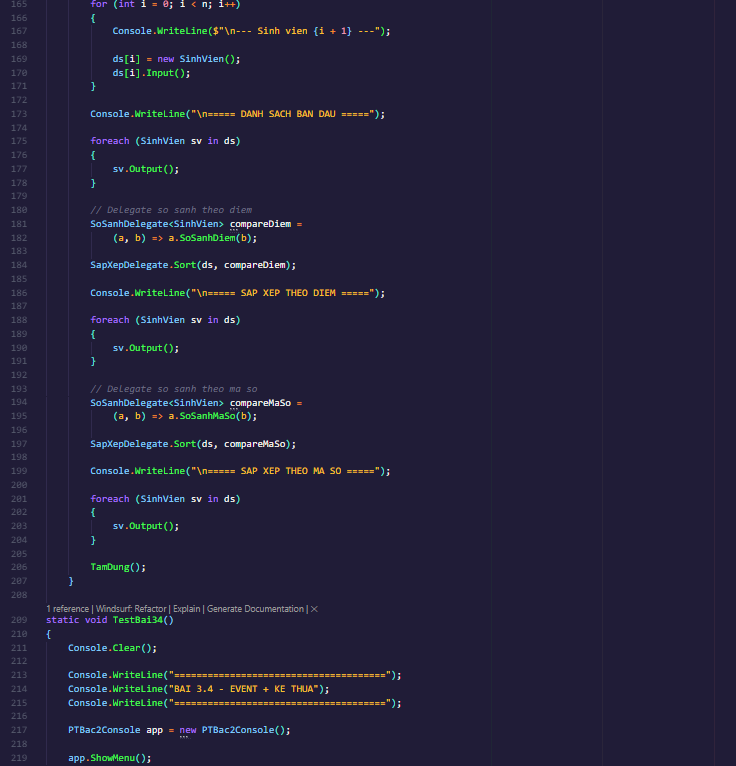 165 for (int i = 0; i < n; i++)
166 {
167 Console.WriteLine($"\n--- Sinh vien {i + 1} ---");
168
169 ds[i] = new SinhVien();
170 ds[i].Input();
171 }
172
173 Console.WriteLine("\n===== DANH SACH BAN DAU =====");
174
175 foreach (SinhVien sv in ds)
176 {
177 sv.Output();
178 }
179
180 // Delegate so sanh theo diem
181 SoSanhDelegate<SinhVien> compareDiem =
182 (a, b) => a.SoSanhDiem(b);
183
184 SapXepDelegate.Sort(ds, compareDiem);
185
186 Console.WriteLine("\n===== SAP XEP THEO DIEM =====");
187
188 foreach (SinhVien sv in ds)
189 {
190 sv.Output();
191 }
192
193 // Delegate so sanh theo ma so
194 SoSanhDelegate<SinhVien> compareMaSo =
195 (a, b) => a.SoSanhMaSo(b);
196
197 SapXepDelegate.Sort(ds, compareMaSo);
198
199 Console.WriteLine("\n===== SAP XEP THEO MA SO =====");
200
201 foreach (SinhVien sv in ds)
202 {
203 sv.Output();
204 }
205
206 TamDung();
207 }
208
1 reference | Windsurf: Refactor | Explain | Generate Documentation | ×
209 static void TestBai34()
210 {
211 Console.Clear();
212
213 Console.WriteLine("======================================");
214 Console.WriteLine("BAI 3.4 - EVENT + KE THUA");
215 Console.WriteLine("======================================");
216
217 PTBac2Console app = new PTBac2Console();
218
219 app.ShowMenu();